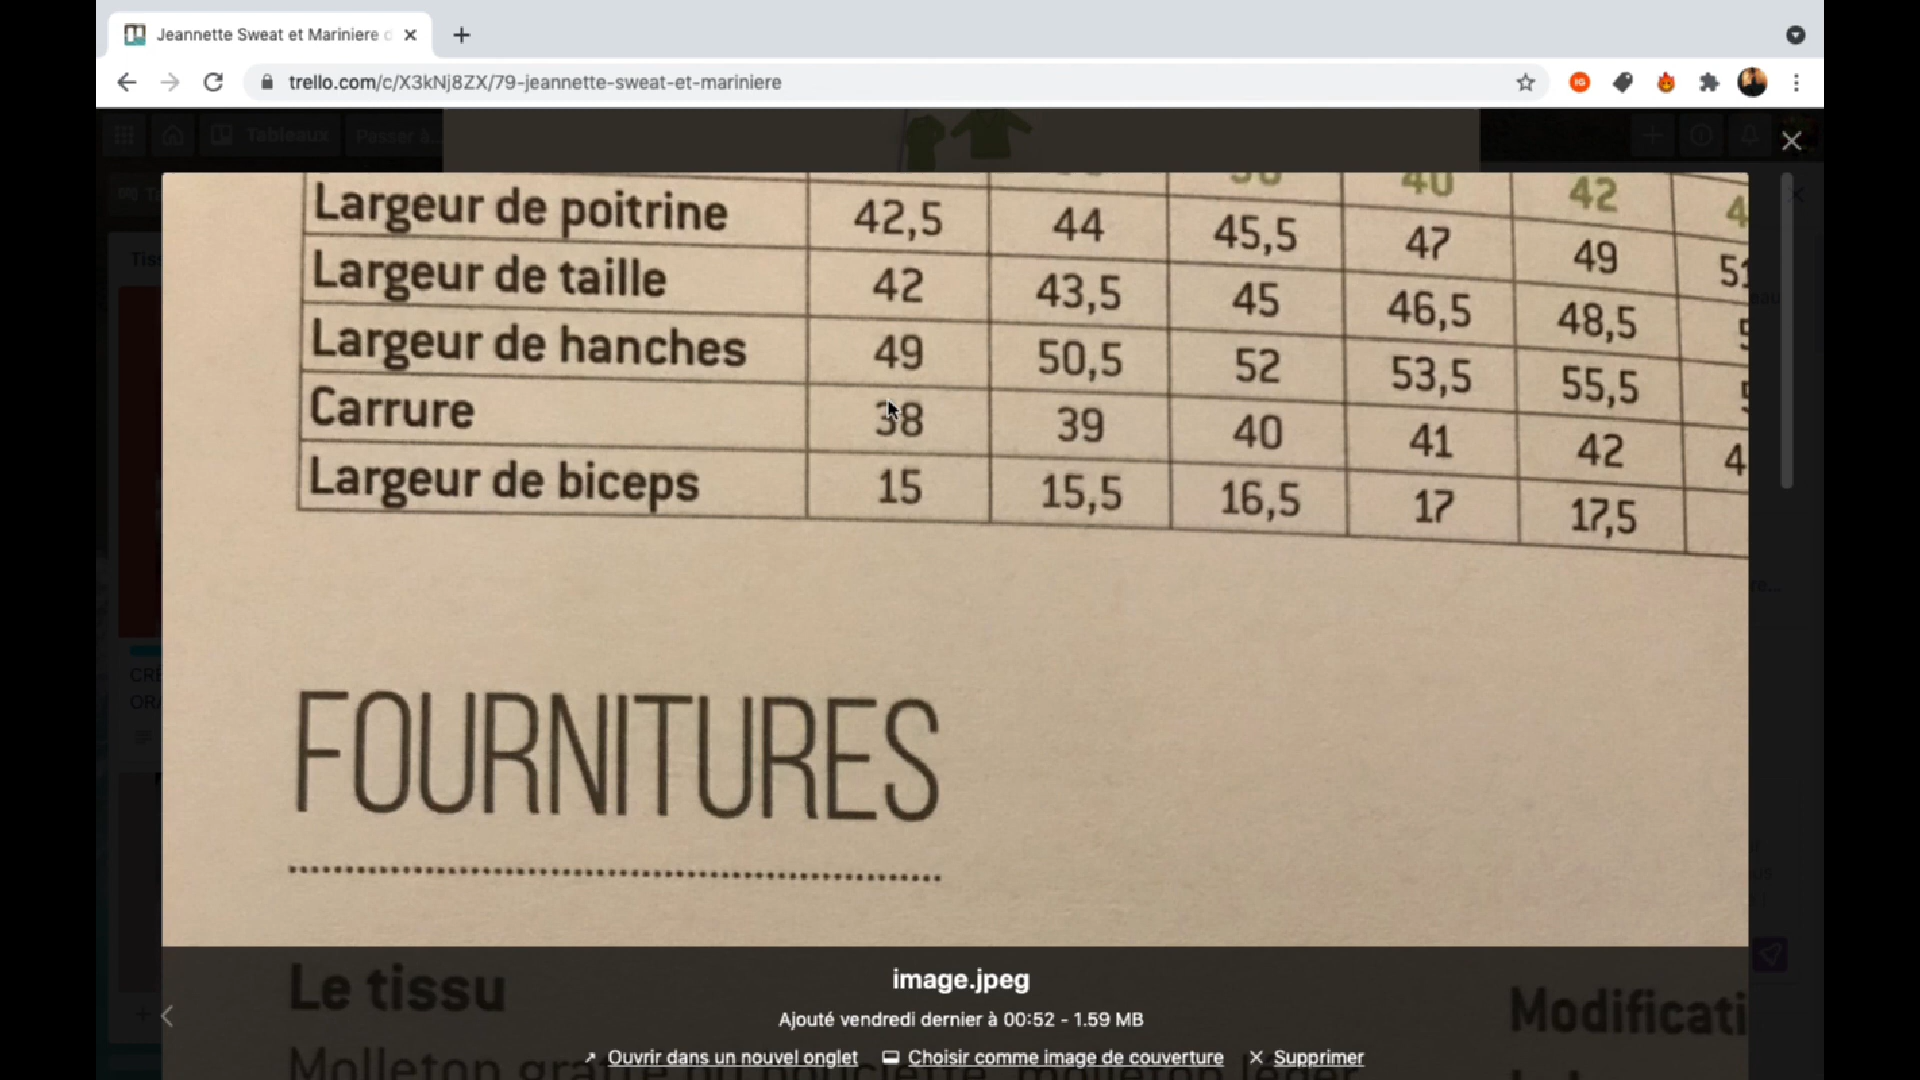 Jeannette Sweat et Mariniere
trello.com/c/X3kNj8ZX/79-jeannette-sweat-et-mariniere
Tableaux Passer à...
40 42
Largeur de poitrine 42,5 44 45,5 47 49
Largeur de taille 42 43,5 45 46,5 48,5
Largeur de hanches 49 50,5 52 53,5 55,5
Carrure 38 39 40 41 42
Largeur de biceps 15 15,5 16,5 17 17,5
FOURNITURES
Le tissu
image.jpeg
Ajouté vendredi dernier à 00:52 - 1.59 MB
Ouvrir dans un nouvel onglet Choisir comme image de couverture Supprimer
Molleton